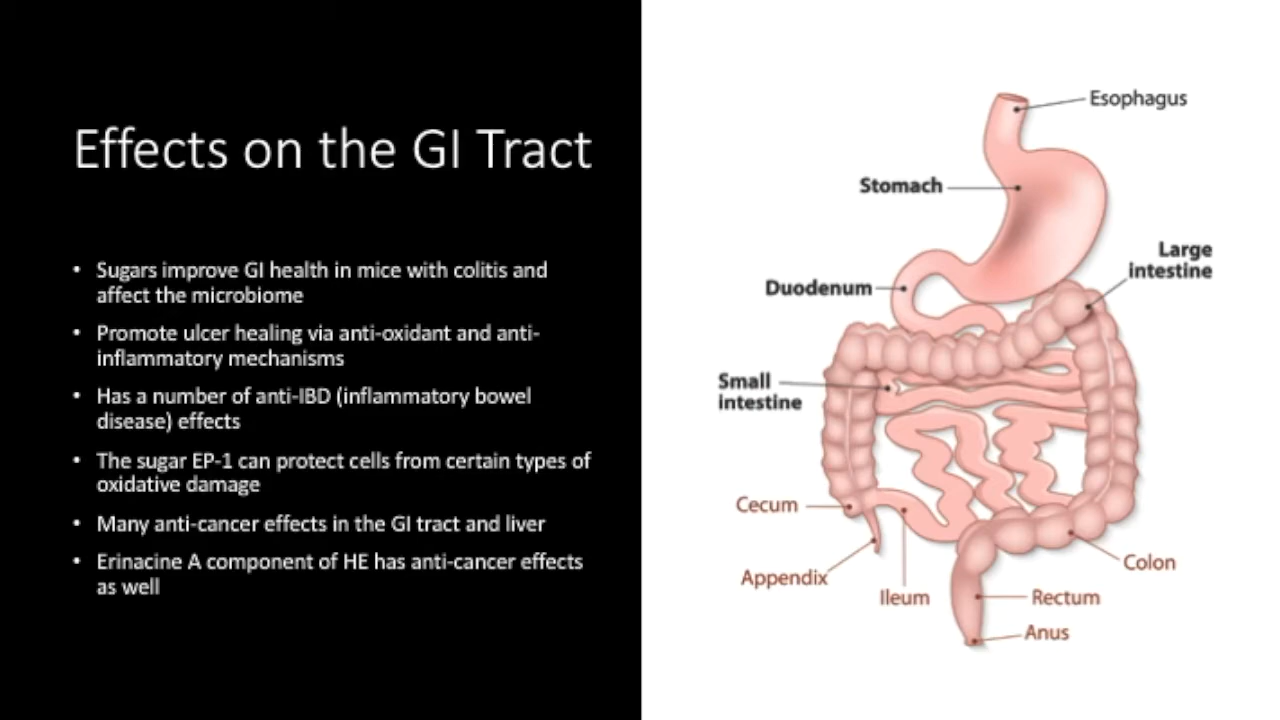 Effects on the GI Tract
• Sugars improve GI health in mice with colitis and
affect the microbiome
• Promote ulcer healing via anti-oxidant and anti-
inflammatory mechanisms
• Has a number of anti-IBD (inflammatory bowel
disease) effects
• The sugar EP-1 can protect cells from certain types of
oxidative damage
• Many anti-cancer effects in the GI tract and liver
• Erinacine A component of HE has anti-cancer effects
as well
Esophagus
Stomach
Large
intestine
Duodenum
Small
intestine
Cecum
Colon
Appendix
Ileum
Rectum
Anus